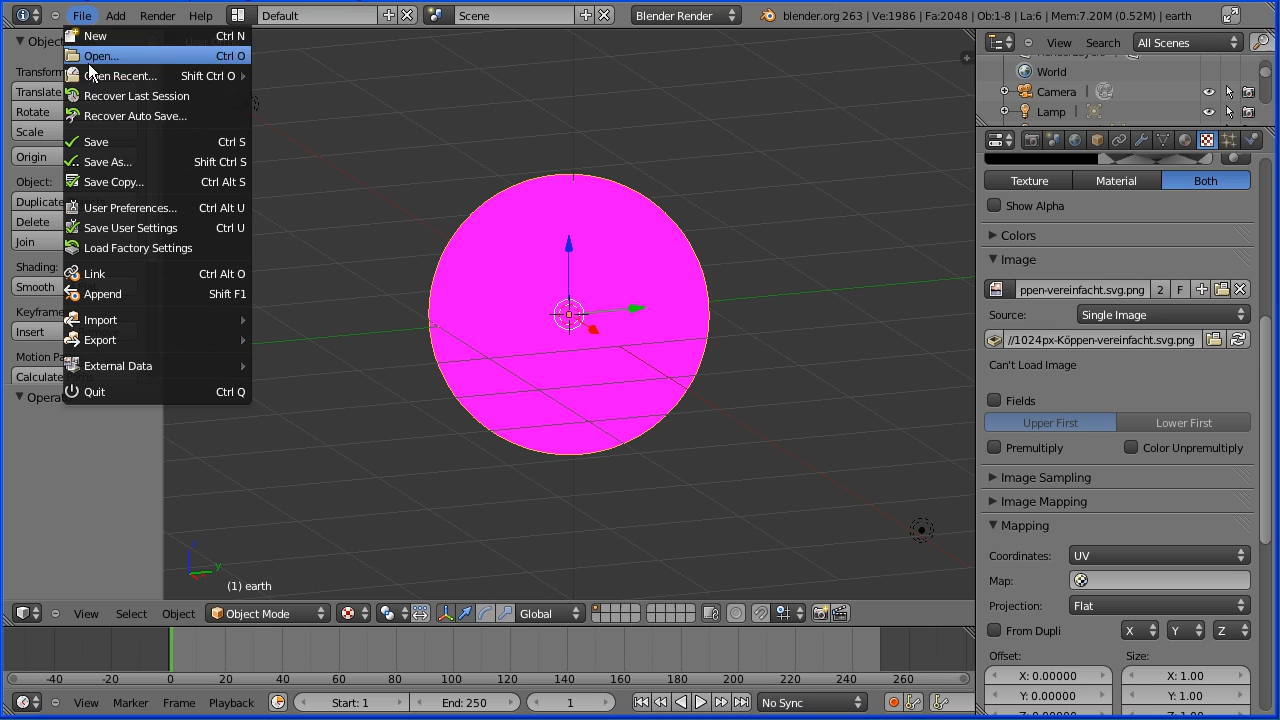 File Add Render Help Default Scene Blender Render blender.org 263 | Ve:1986 | Fa:2048 | Ob:1-8 | La:6 | Mem:7.20M (0.52M) | earth
New Ctrl N
Open... Ctrl O
Open Recent... Shift Ctrl O
Recover Last Session
Recover Auto Save...
Save Ctrl S
Save As... Shift Ctrl S
Save Copy... Ctrl Alt S
User Preferences... Ctrl Alt U
Save User Settings Ctrl U
Load Factory Settings
Link Ctrl Alt O
Append Shift F1
Import
Export
External Data
Quit Ctrl Q
Transform
Translate
Rotate
Scale
Origin
Object:
Duplicate
Delete
Join
Shading:
Smooth
Keyframe
Insert
Motion Pa
Calculate
Opera
y
(1) earth
View Select Object Object Mode Global
-40 -20 0 20 40 60 80 100 120 140 160 180 200 220 240 260
View Marker Frame Playback Start: 1 End: 250 1 No Sync
View Search All Scenes
World
Camera
Lamp
Texture Material Both
Show Alpha
Colors
Image
ppen-vereinfacht.svg.png 2 F
Source: Single Image
//1024px-Köppen-vereinfacht.svg.png
Can't Load Image
Fields
Upper First Lower First
Premultiply Color Unpremultiply
Image Sampling
Image Mapping
Mapping
Coordinates: UV
Map:
Projection: Flat
From Dupli X Y Z
Offset: Size:
X: 0.00000 X: 1.00
Y: 0.00000 Y: 1.00